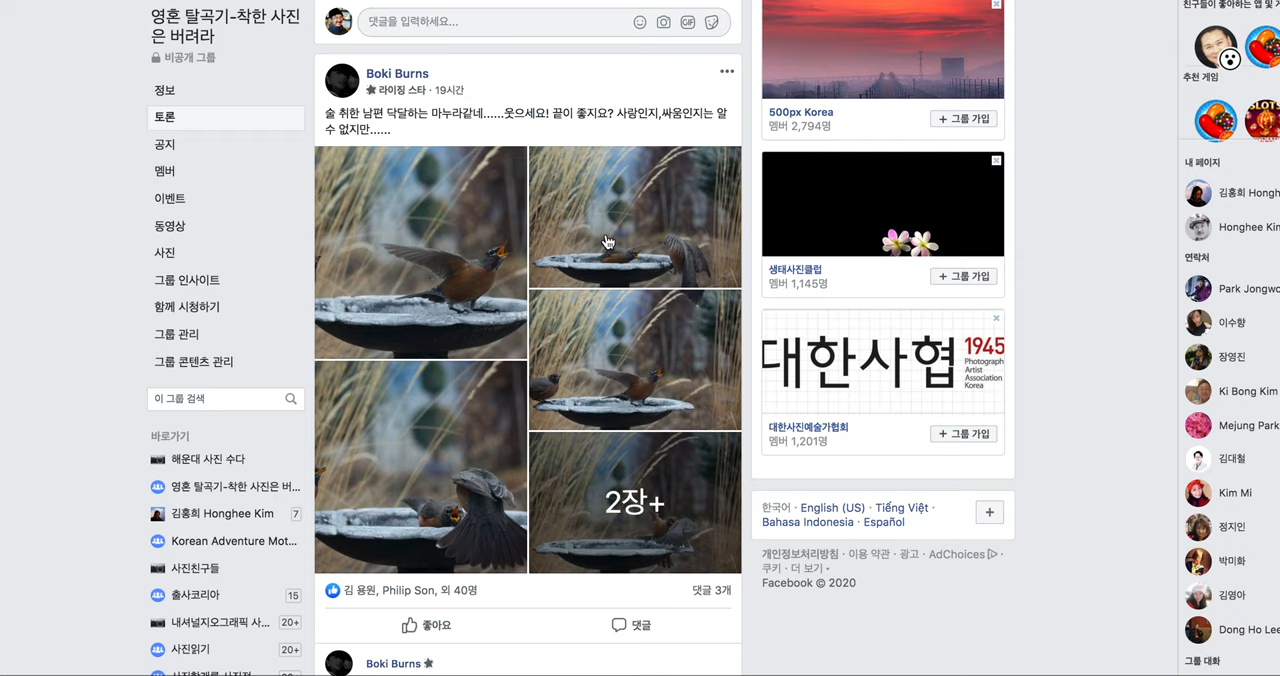 영혼 탈곡기-착한 사진
은 버려라
비공개 그룹
정보
토론
공지
멤버
이벤트
동영상
사진
그룹 인사이트
함께 시청하기
그룹 관리
그룹 콘텐츠 관리
이 그룹 검색
바로가기
해운대 사진 수다
영혼 탈곡기-착한 사진은 버...
김홍희 Honghee Kim 7
Korean Adventure Mot...
사진친구들
출사코리아 15
내셔널지오그래픽 사... 20+
사진읽기 20+
댓글을 입력하세요...
GIF
Boki Burns
라이징 스타 · 19시간
술 취한 남편 닥달하는 마누라같네......웃으세요! 끝이 좋지요? 사랑인지,싸움인지는 알
수 없지만......
2장+
김 용원, Philip Son, 외 40명
댓글 3개
좋아요
댓글
Boki Burns
500px Korea
멤버 2,794명
+ 그룹 가입
생태사진클럽
멤버 1,145명
+ 그룹 가입
대한사협
1945
Photograph
Artist
Association
Korea
대한사진예술가협회
멤버 1,201명
+ 그룹 가입
한국어 · English (US) · Tiếng Việt ·
Bahasa Indonesia · Español
개인정보처리방침 · 이용 약관 · 광고 · AdChoices ·
쿠키 · 더 보기
Facebook © 2020
친구들이 좋아하는 앱 및
추천 게임
SLOTS
내 페이지
김홍희 Hongh
Honghee Kin
연락처
Park Jongwo
이수향
장영진
Ki Bong Kim
Mejung Park
김대철
Kim Mi
정지인
박미화
김영아
Dong Ho Lee
그룹 대화